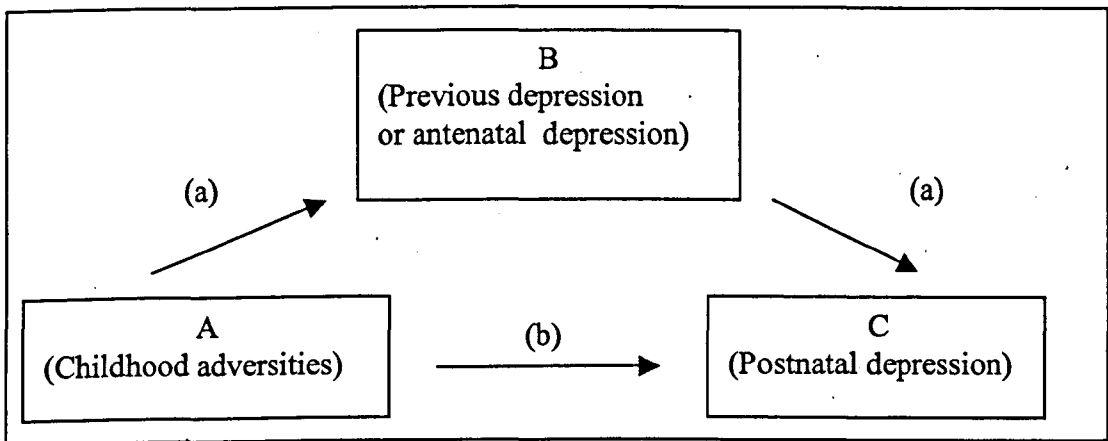 B
(Previous depression
or antenatal depression)
(a)
(a)
A
(Childhood adversities)
(b)
C
(Postnatal depression)